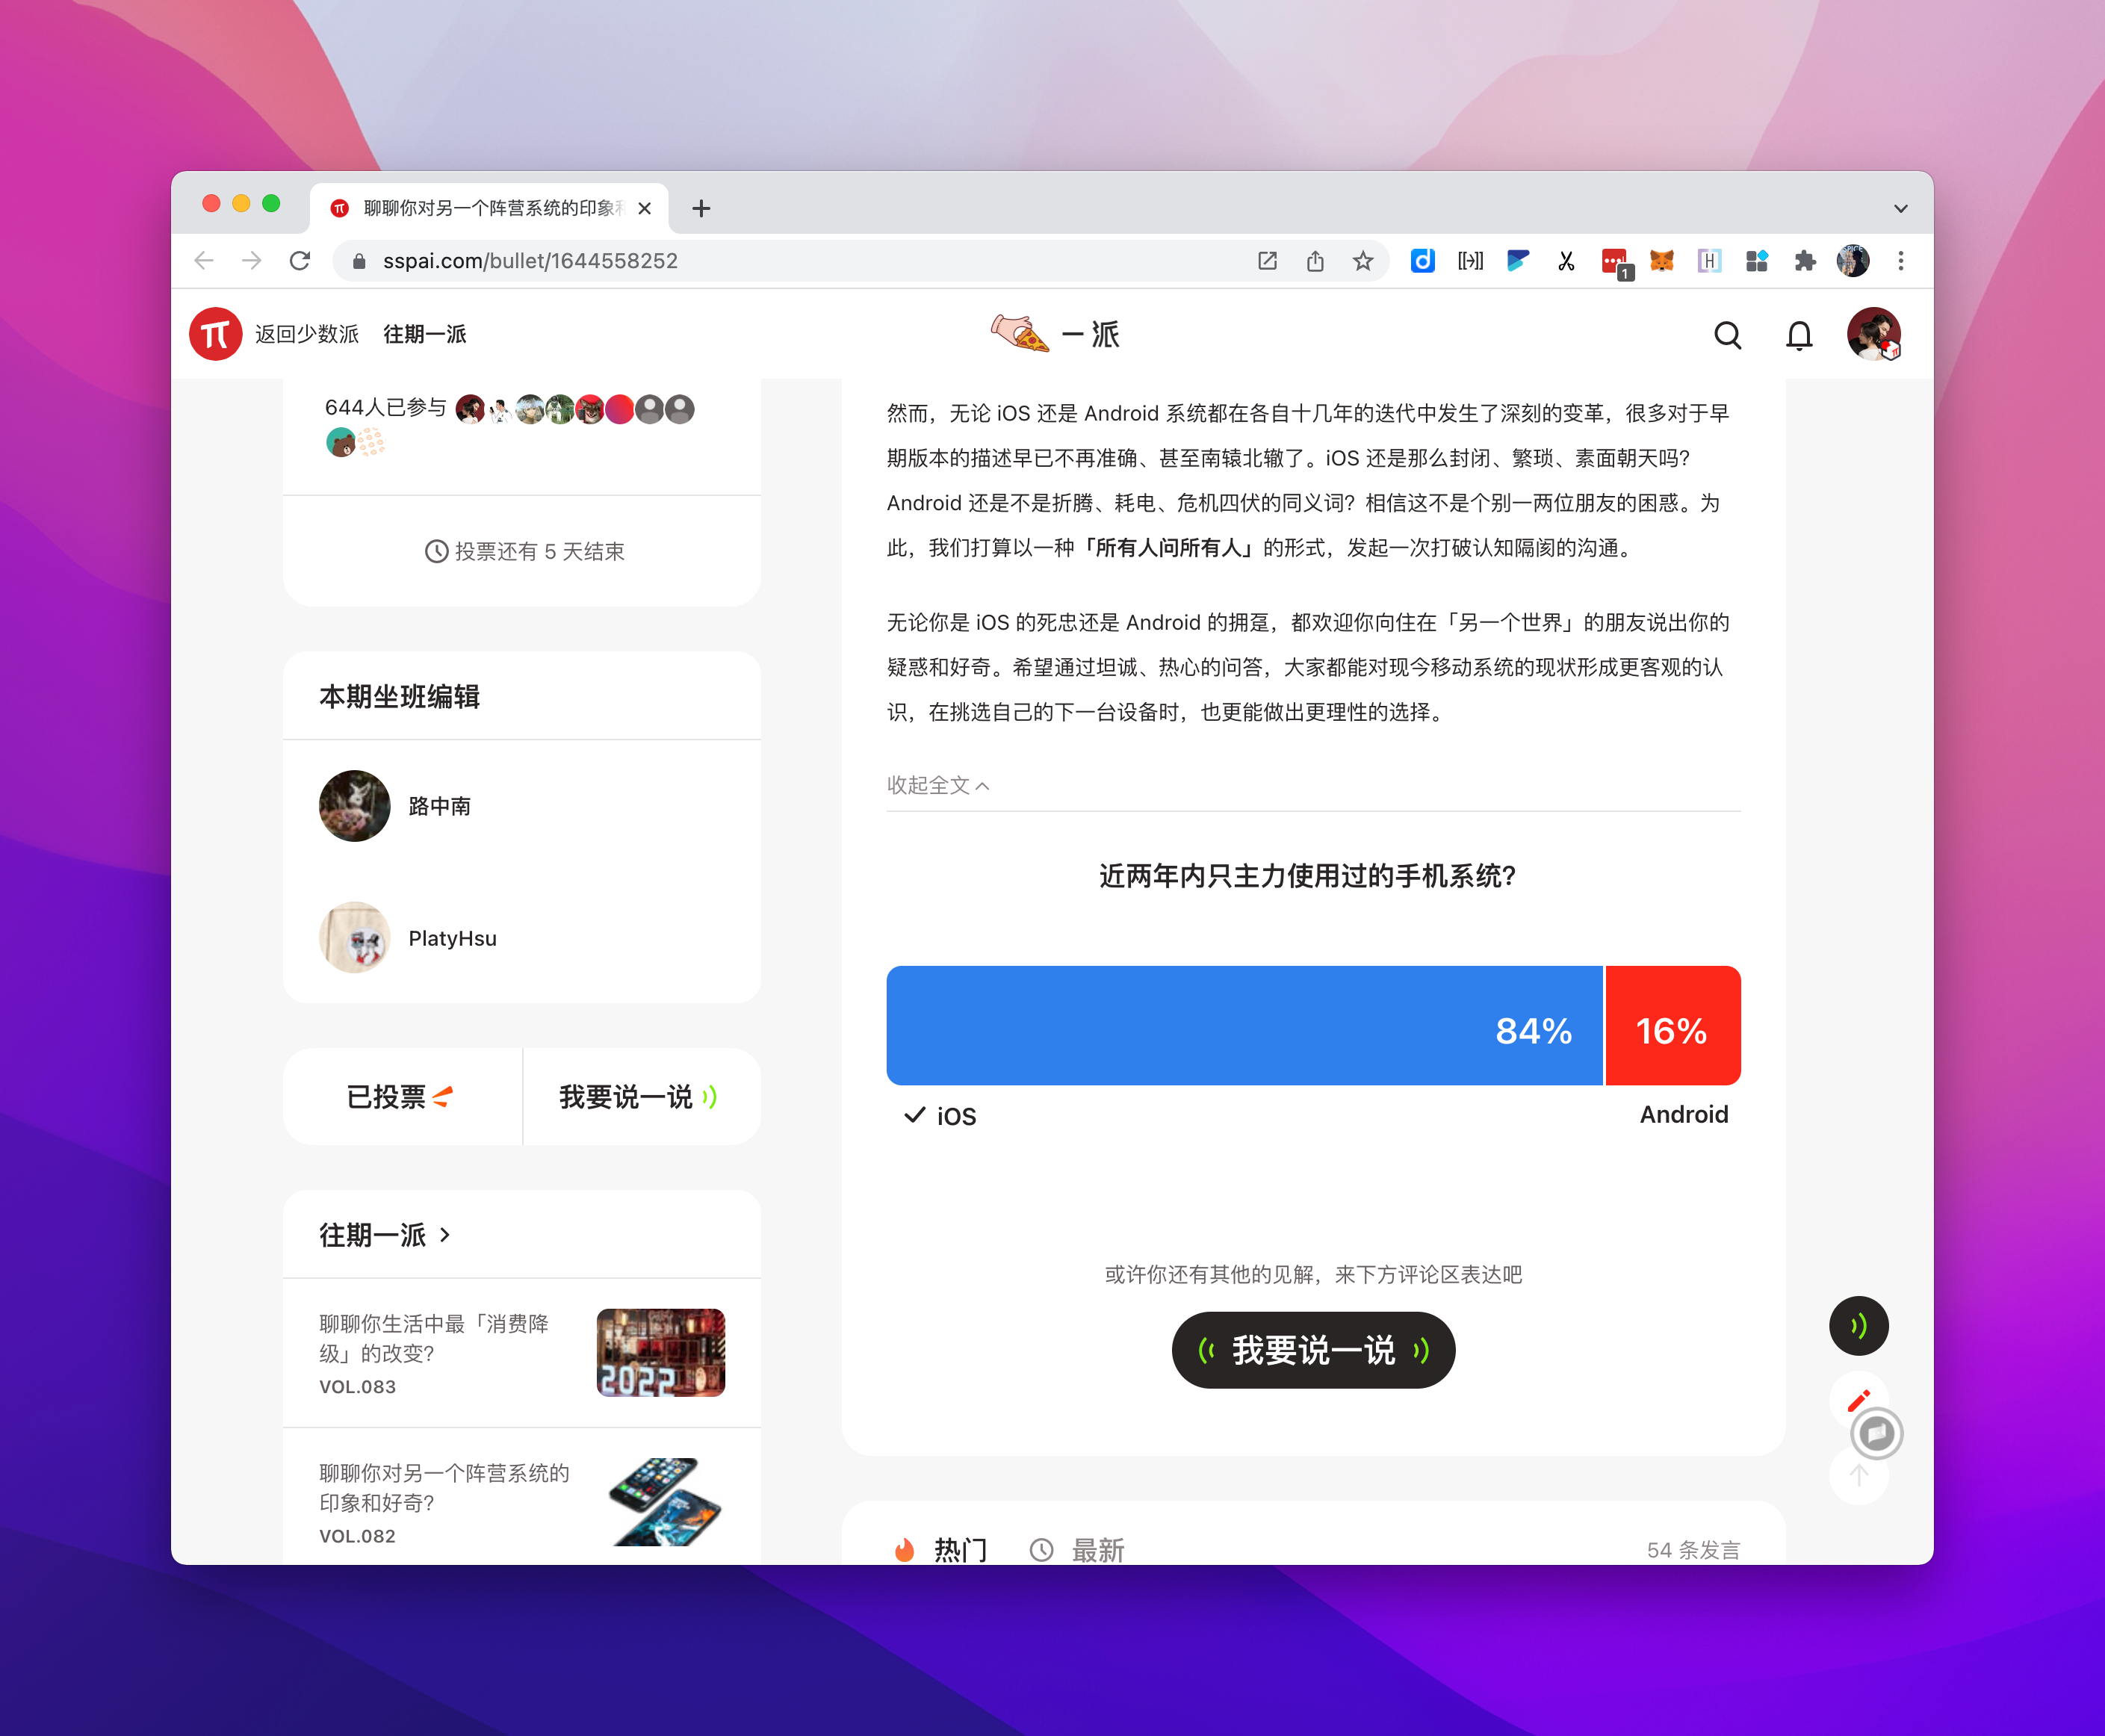 聊聊你对另一个阵营系统的印象和
sspai.com/bullet/1644558252
1
返回少数派
往期一派
一派
644人已参与
投票还有 5 天结束
本期坐班编辑
路中南
PlatyHsu
已投票
我要说一说
往期一派
聊聊你生活中最「消费降
级」的改变？
VOL.083
2022
聊聊你对另一个阵营系统的
印象和好奇？
VOL.082
然而，无论 iOS 还是 Android 系统都在各自十几年的迭代中发生了深刻的变革，很多对于早
期版本的描述早已不再准确、甚至南辕北辙了。iOS 还是那么封闭、繁琐、素面朝天吗？
Android 还是不是折腾、耗电、危机四伏的同义词？相信这不是个别一两位朋友的困惑。为
此，我们打算以一种「所有人问所有人」的形式，发起一次打破认知隔阂的沟通。
无论你是 iOS 的死忠还是 Android 的拥趸，都欢迎你向住在「另一个世界」的朋友说出你的
疑惑和好奇。希望通过坦诚、热心的问答，大家都能对现今移动系统的现状形成更客观的认
识，在挑选自己的下一台设备时，也更能做出更理性的选择。
收起全文
近两年内只主力使用过的手机系统？
84%
16%
iOS
Android
或许你还有其他的见解，来下方评论区表达吧
我要说一说
热门
最新
54 条发言